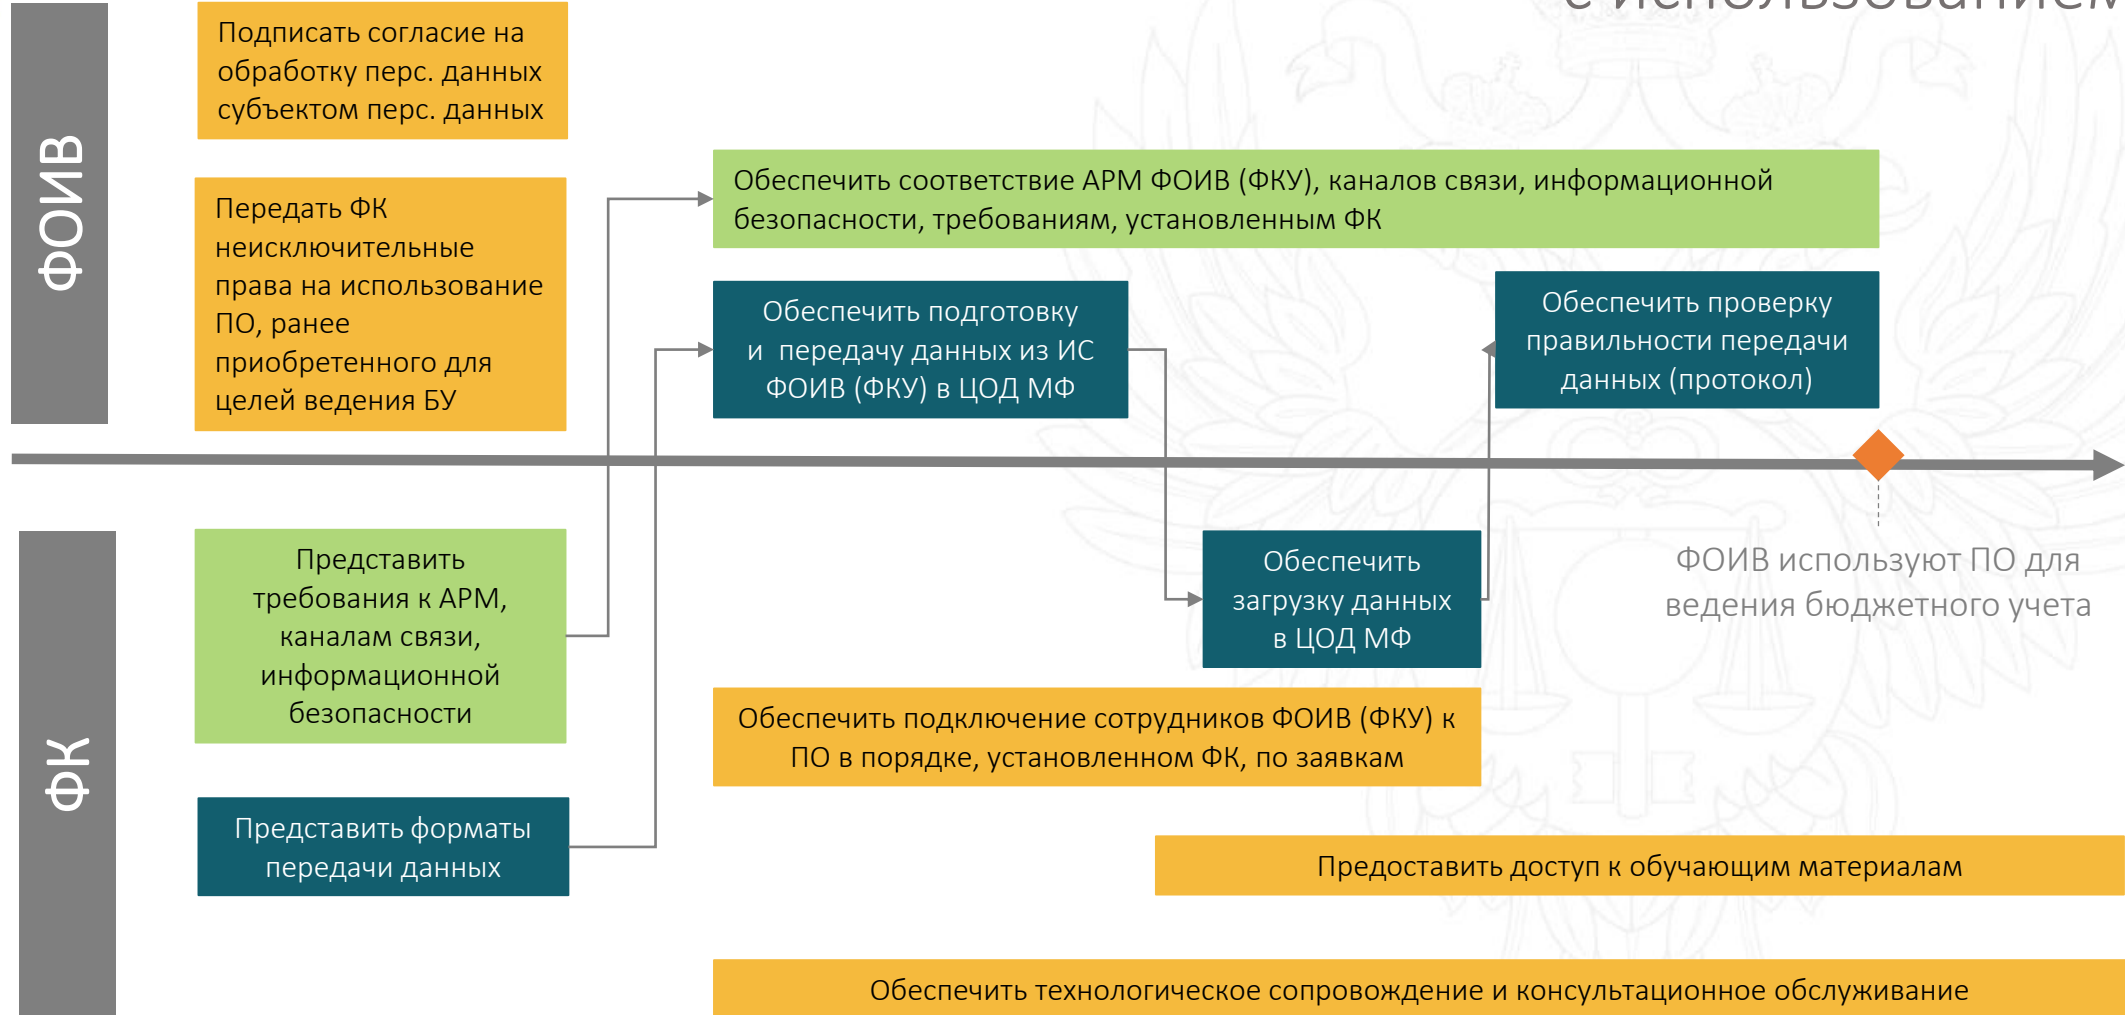 с использованием
ФОИВ
Подписать согласие на
обработку перс. данных
субъектом перс. данных
Передать ФК
неисключительные
права на использование
ПО, ранее
приобретенного для
целей ведения БУ
Обеспечить соответствие АРМ ФОИВ (ФКУ), каналов связи, информационной
безопасности, требованиям, установленным ФК
Обеспечить подготовку
и передачу данных из ИС
ФОИВ (ФКУ) в ЦОД МФ
Обеспечить проверку
правильности передачи
данных (протокол)
ФК
Представить
требования к АРМ,
каналам связи,
информационной
безопасности
Обеспечить
загрузку данных
в ЦОД МФ
ФОИВ используют ПО для
ведения бюджетного учета
Обеспечить подключение сотрудников ФОИВ (ФКУ) к
ПО в порядке, установленном ФК, по заявкам
Представить форматы
передачи данных
Предоставить доступ к обучающим материалам
Обеспечить технологическое сопровождение и консультационное обслуживание